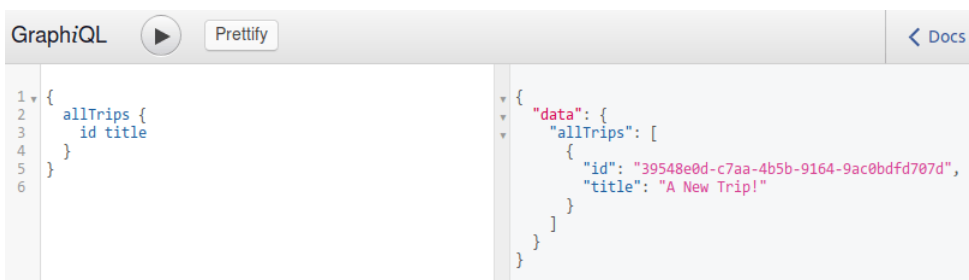 GraphiQL Prettify < Docs
1 {
2 allTrips {
3 id title
4 }
5 }
6
{
"data": {
"allTrips": [
{
"id": "39548e0d-c7aa-4b5b-9164-9ac0bdfd707d",
"title": "A New Trip!"
}
]
}
}